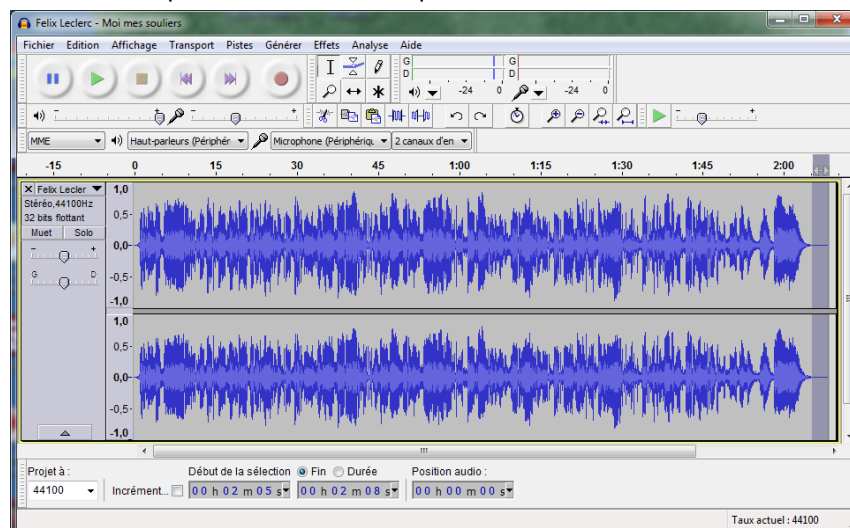 Felix Leclerc - Moi mes souliers
Fichier Edition Affichage Transport Pistes Générer Effets Analyse Aide
G G
D D
-24 0 -24 0
MME Haut-parleurs (Périphér Microphone (Périphériqu. 2 canaux d'en
-15 0 15 30 45 1:00 1:15 1:30 1:45 2:00
Felix Lecler 1,0
Stéréo,44100Hz
32 bits flottant 0,5-
Muet Solo
- + 0,0-
G D -0,5-
-1,0
1,0
0,5-
0,0-
-0,5-
-1,0
Projet à : Début de la sélection Fin Durée Position audio :
44100 Incrément... 00 h 02 m 05 s 00 h 02 m 08 s 00 h 00 m 00 s
Taux actuel : 44100